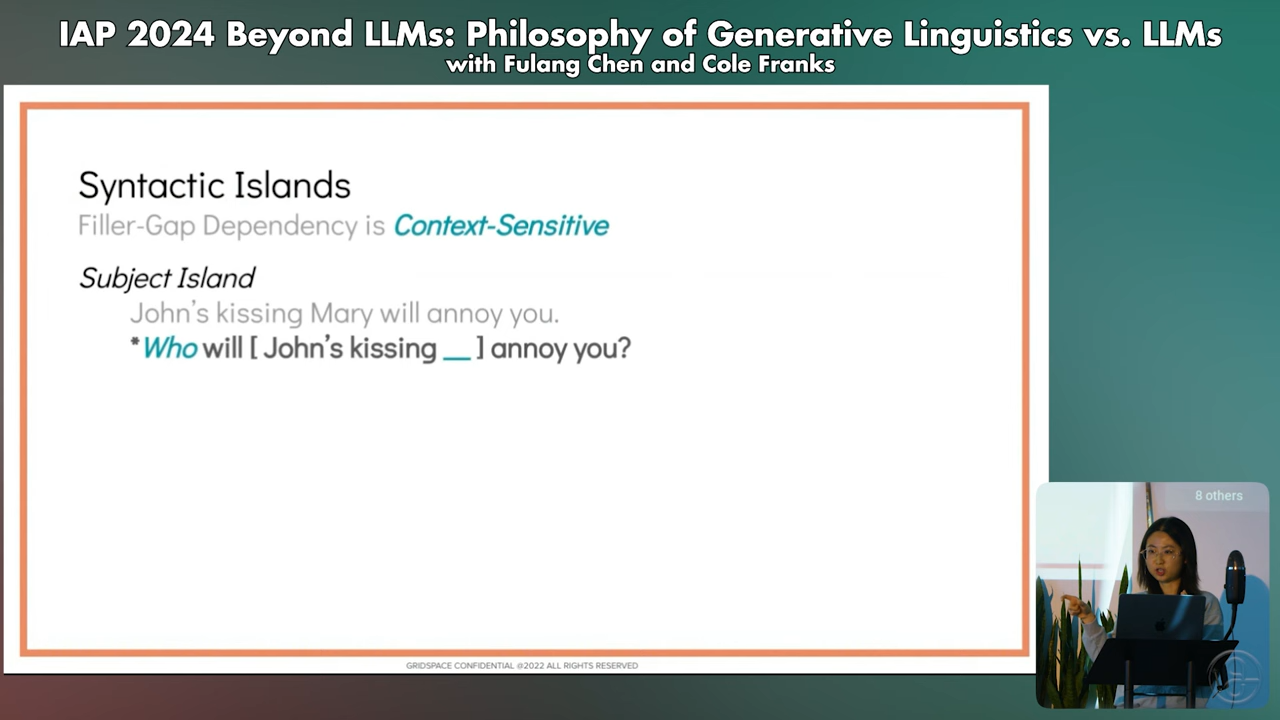 IAP 2024 Beyond LLMs: Philosophy of Generative Linguistics vs. LLMs
with Fulang Chen and Cole Franks
Syntactic Islands
Filler-Gap Dependency is Context-Sensitive
Subject Island
John's kissing Mary will annoy you.
*Who will [ John's kissing __ ] annoy you?
GRIDSPACE CONFIDENTIAL @2022 ALL RIGHTS RESERVED
8 others